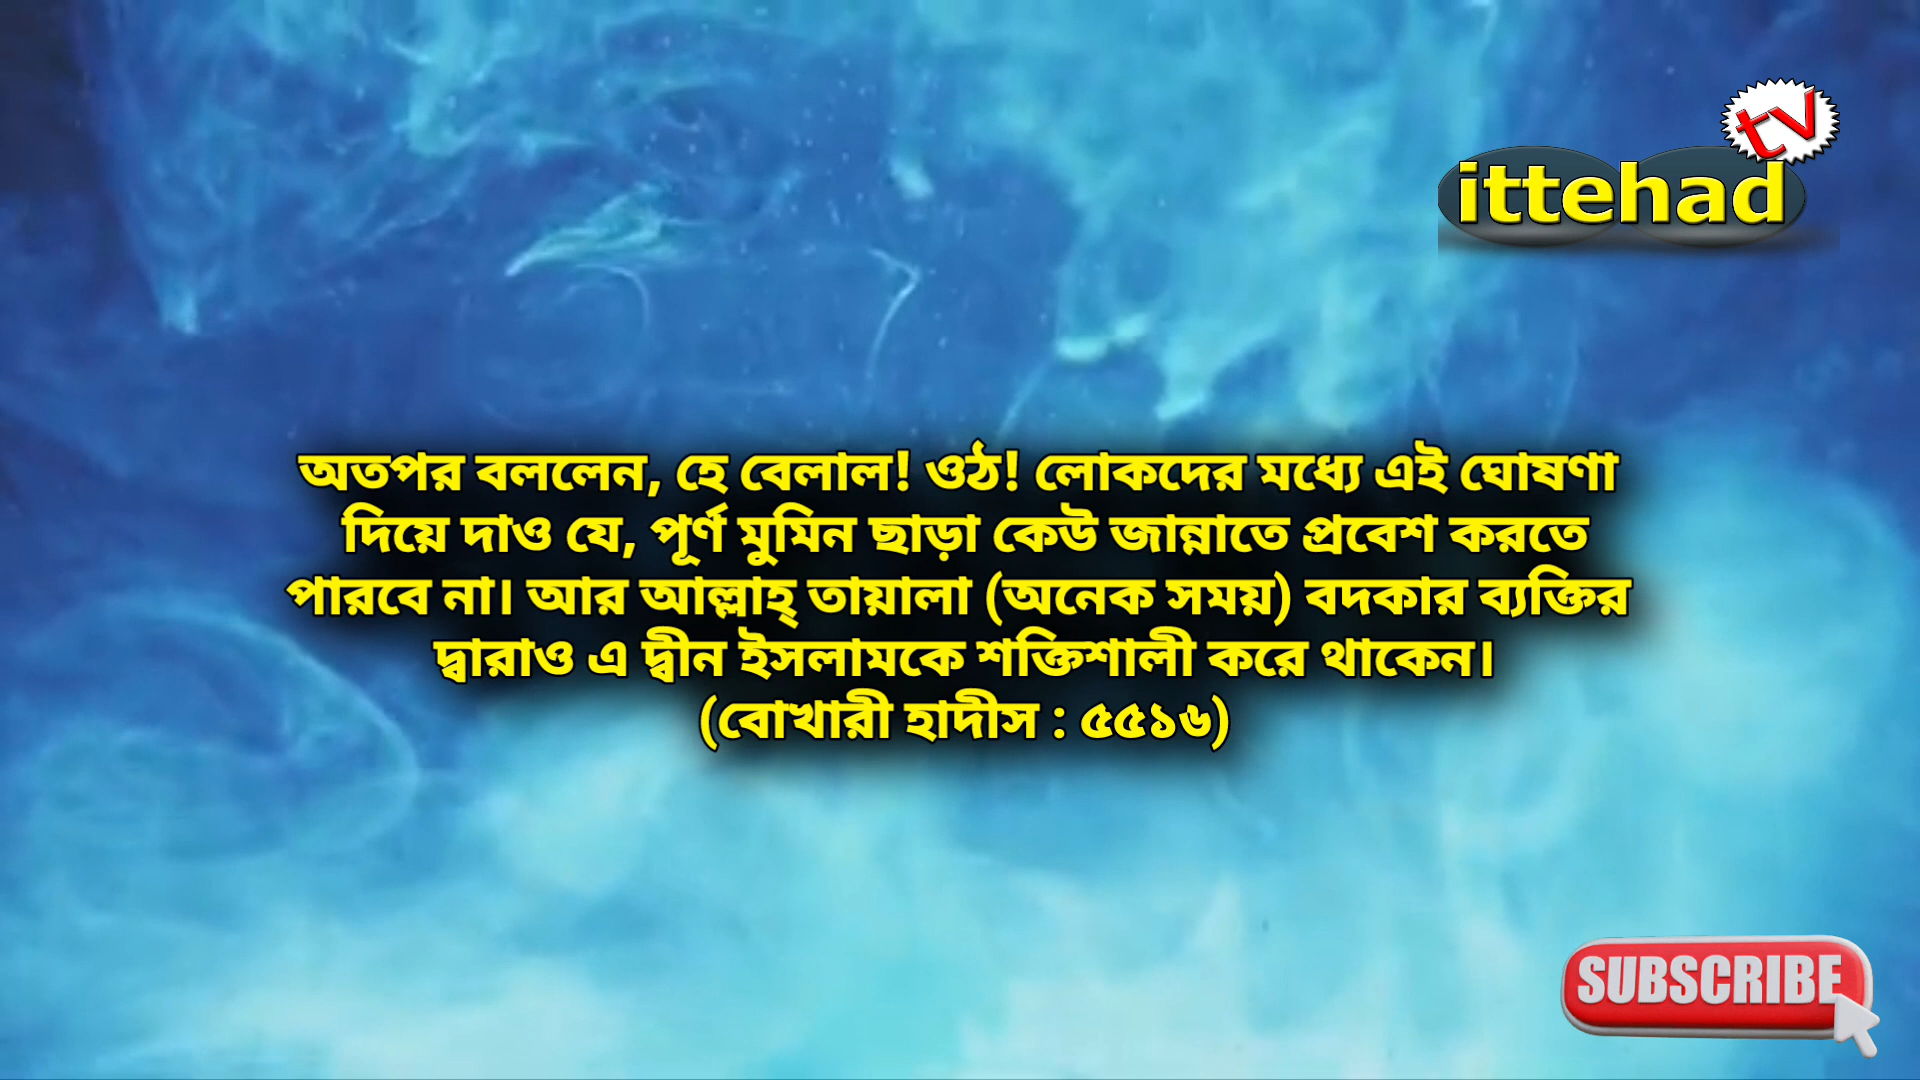 tv
ittehad
অতপর বললেন, হে বেলাল! ওঠ! লোকদের মধ্যে এই ঘোষণা
দিয়ে দাও যে, পূর্ণ মুমিন ছাড়া কেউ জান্নাতে প্রবেশ করতে
পারবে না। আর আল্লাহ্ তায়ালা (অনেক সময়) বদকার ব্যক্তির
দ্বারাও এ দ্বীন ইসলামকে শক্তিশালী করে থাকেন।
(বোখারী হাদীস : ৫৫১৬)
SUBSCRIBE